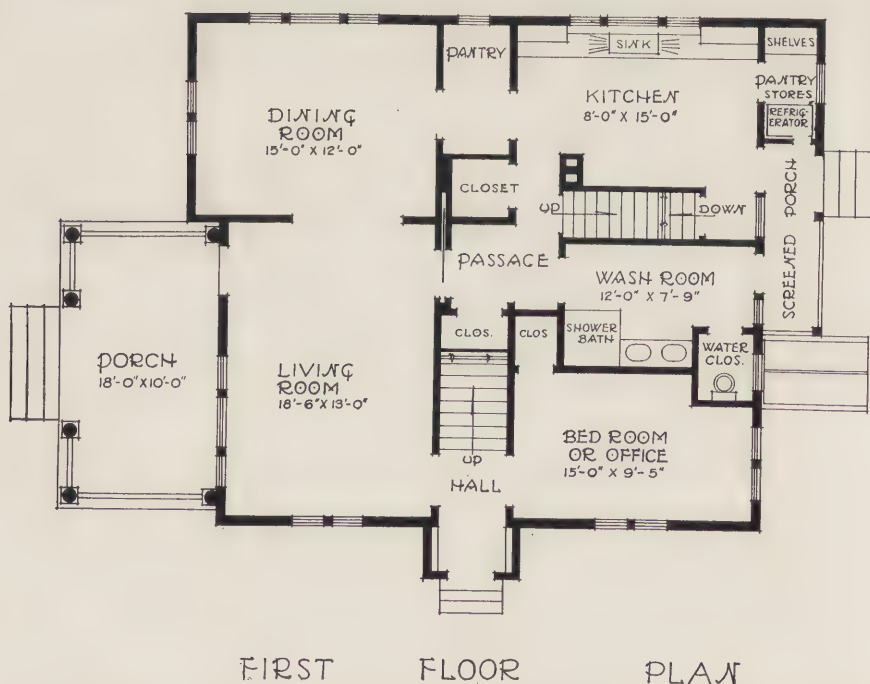 PANTRY
SINK
SHELVES
PANTRY
STORES
REFRIG-
ERATOR
KITCHEN
8'-0" X 15'-0"
DINING
ROOM
15'-0" X 12'-0"
CLOSET
UP
DOWN
SCREENED PORCH
PASSAGE
WASH ROOM
12'-0" X 7'-9"
CLOS.
CLOS
SHOWER
BATH
WATER
CLOS.
PORCH
18'-0" X 10'-0"
LIVING
ROOM
18'-6" X 13'-0"
BED ROOM
OR OFFICE
15'-0" X 9'-5"
UP
HALL
FIRST FLOOR PLAN